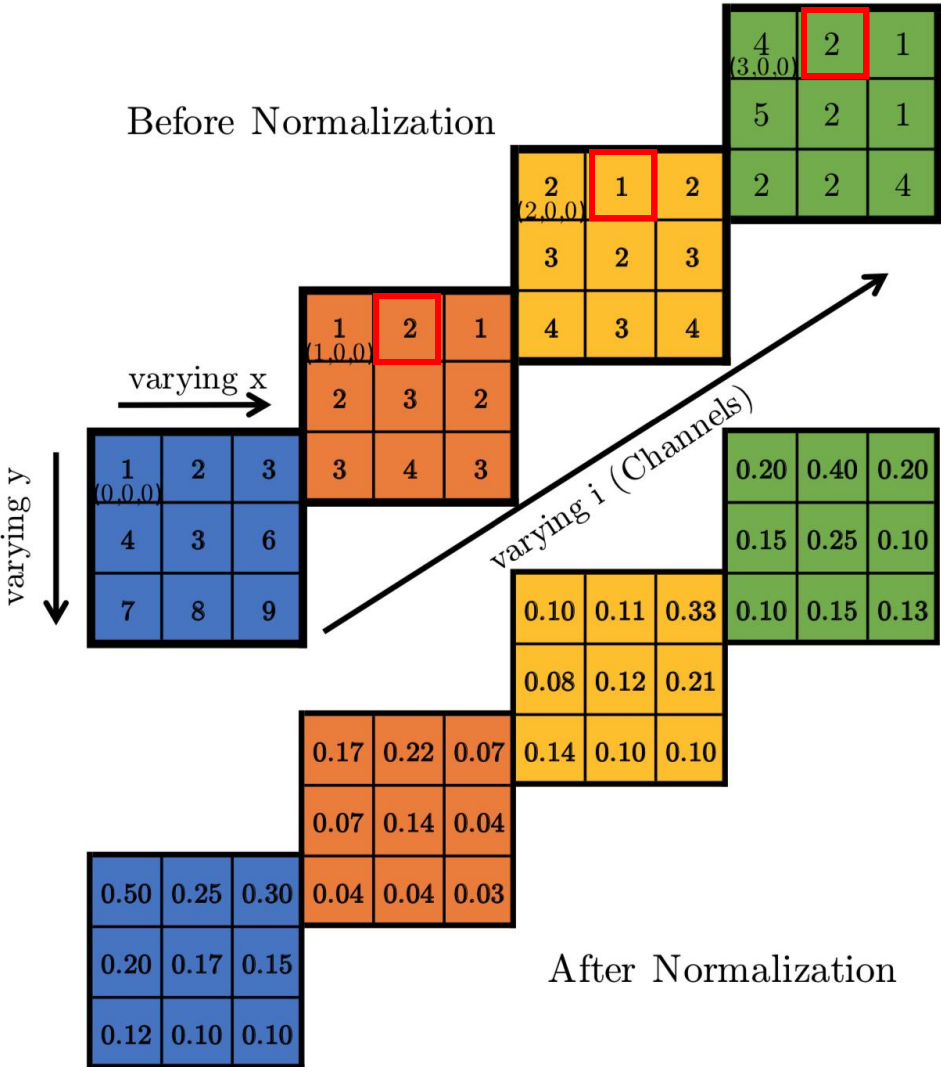 Before Normalization
4 2 1
(3,0,0)
5 2 1
2 2 4
2 1 2
(2,0,0)
3 2 3
4 3 4
1 2 1
(1,0,0)
2 3 2
3 4 3
varying x
varying y
1 2 3
(0,0,0)
4 3 6
7 8 9
varying i (Channels)
0.20 0.40 0.20
0.15 0.25 0.10
0.10 0.15 0.13
0.10 0.11 0.33
0.08 0.12 0.21
0.14 0.10 0.10
0.17 0.22 0.07
0.07 0.14 0.04
0.04 0.04 0.03
0.50 0.25 0.30
0.20 0.17 0.15
0.12 0.10 0.10
After Normalization